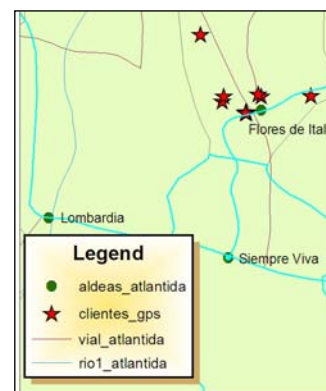 Flores de Ital
Lombardia
Siempre Viva
Legend
aldeas_atlantida
clientes_gps
vial_atlantida
rio1_atlantida